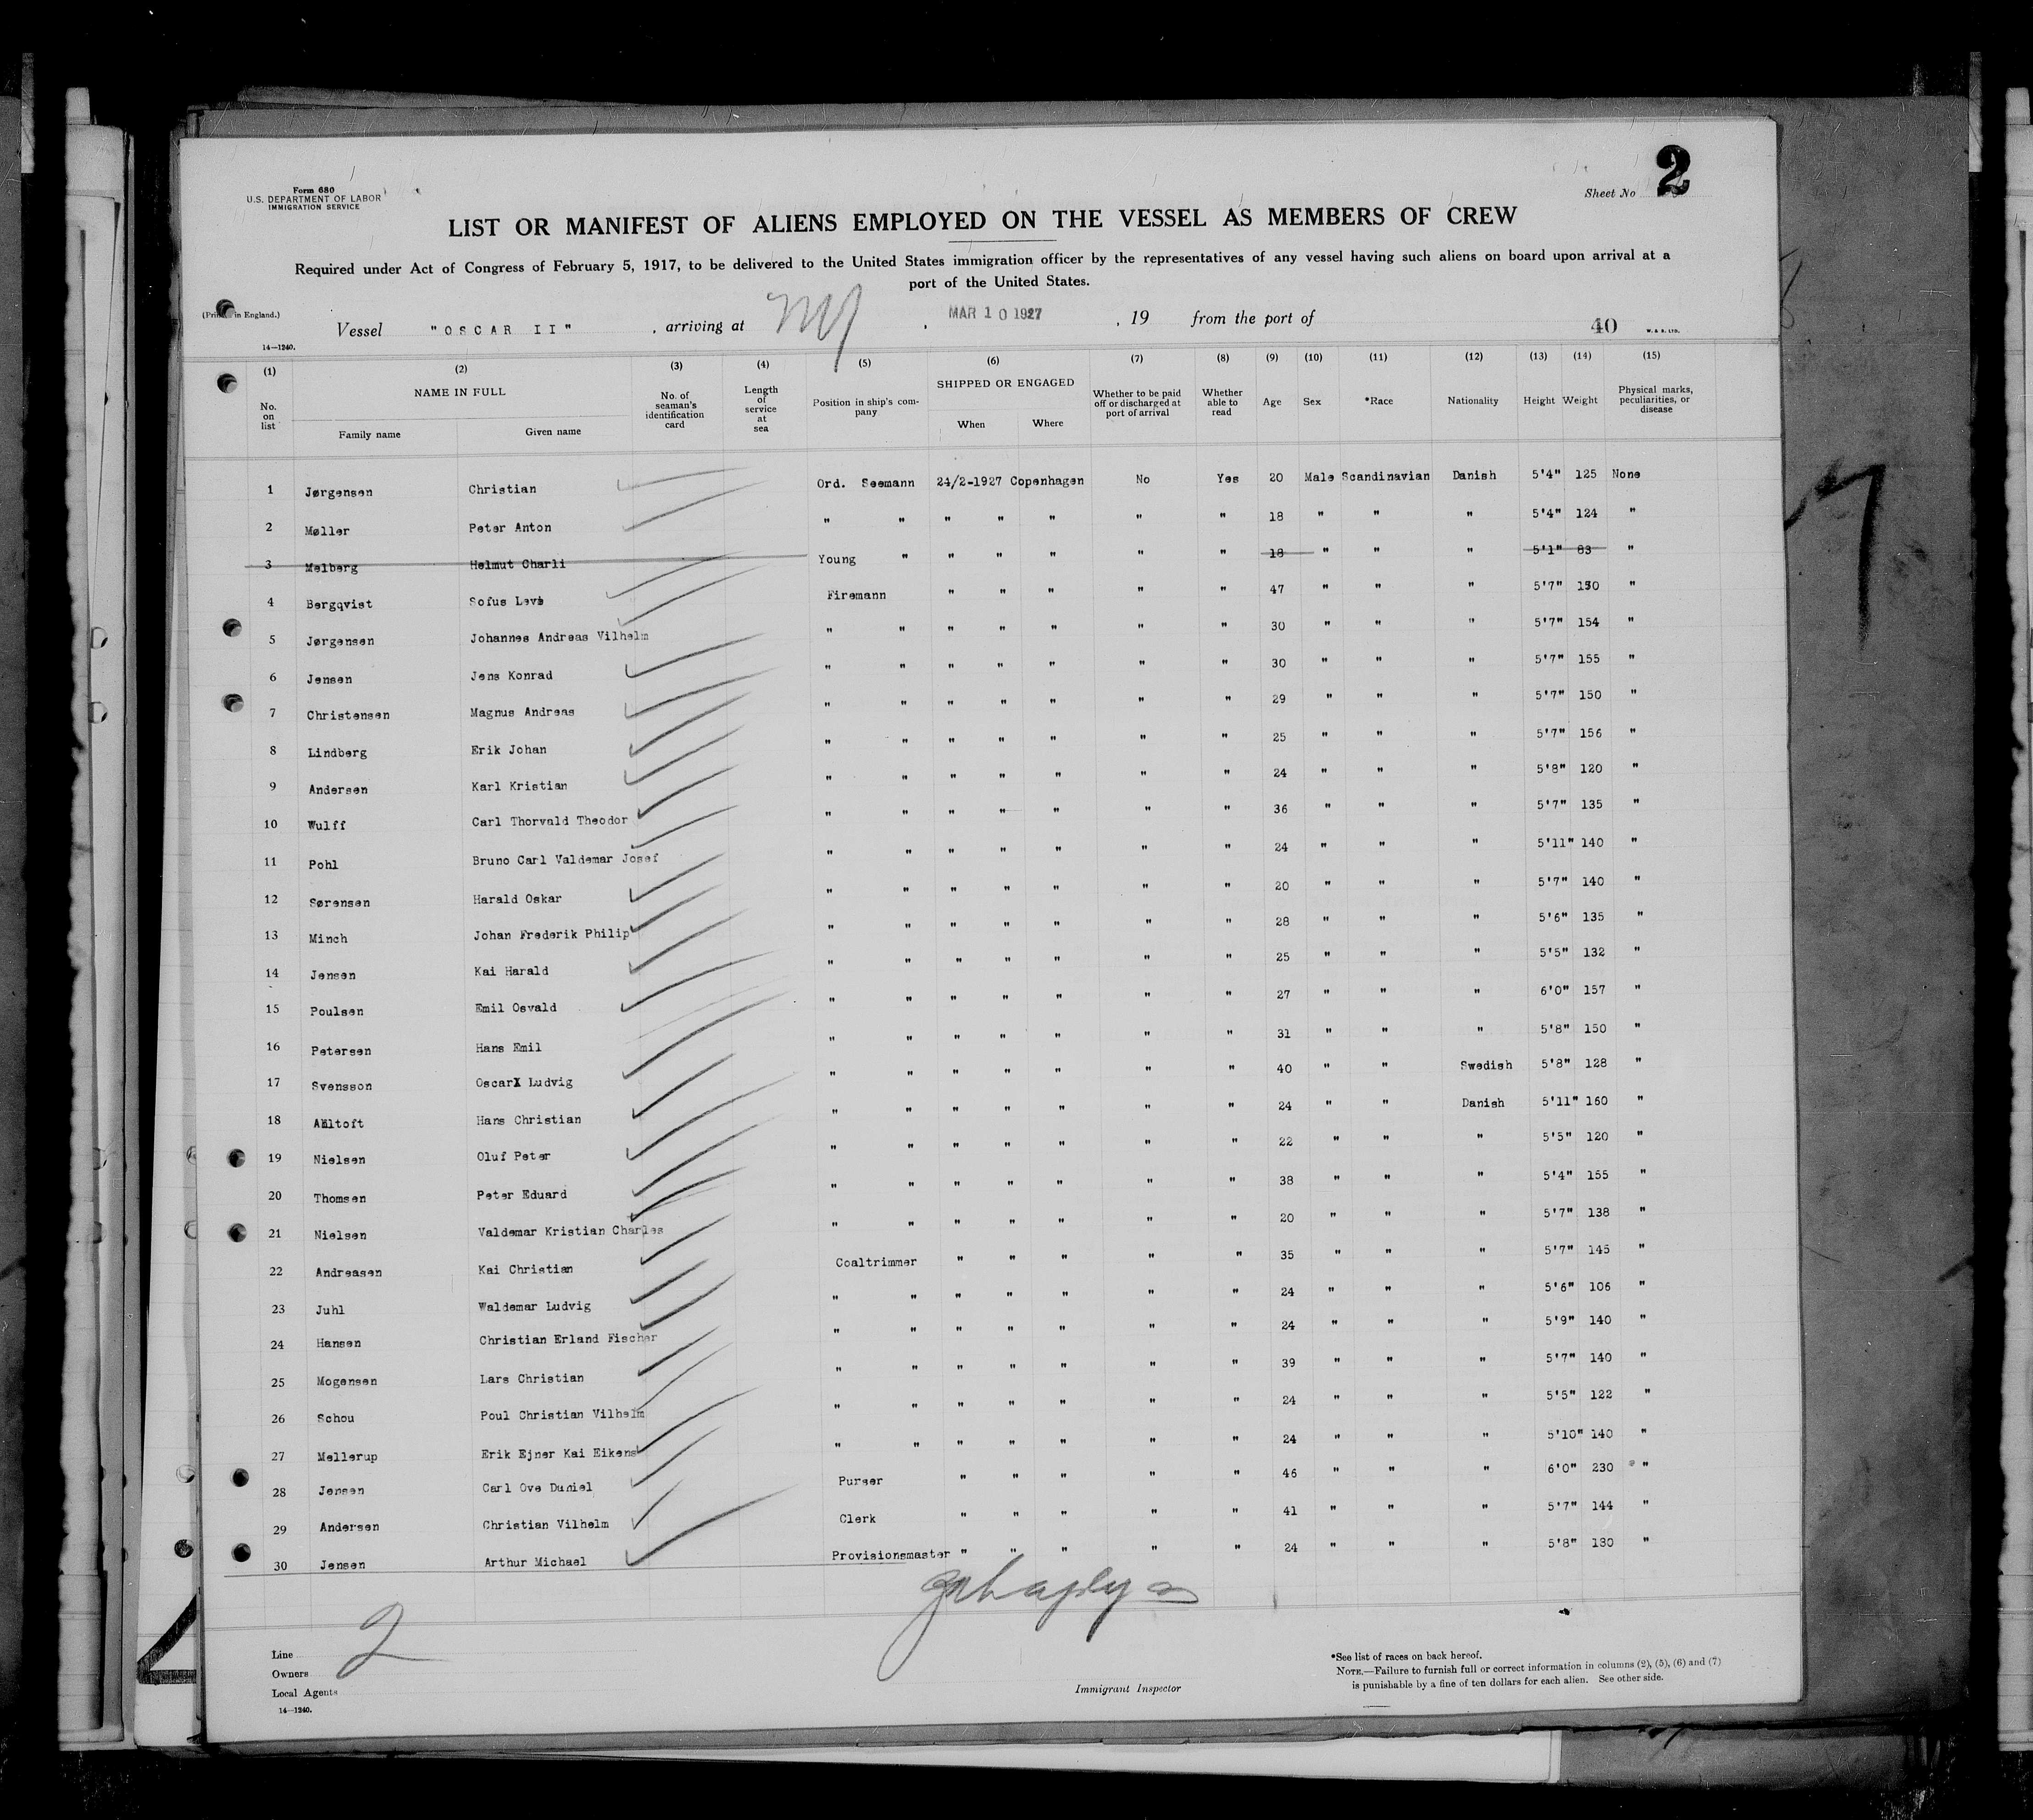 Form 680
U.S. DEPARTMENT OF LABOR
IMMIGRATION SERVICE
Sheet No 2
LIST OR MANIFEST OF ALIENS EMPLOYED ON THE VESSEL AS MEMBERS OF CREW
Required under Act of Congress of February 5, 1917, to be delivered to the United States immigration officer by the representatives of any vessel having such aliens on board upon arrival at a
port of the United States.
in England.)
Vessel "OSCAR II" , arriving at NY , MAR 10 1927 , 19 from the port of 40 W. & S. LTD.
14—1240.
(1) (2) (3) (4) (5) (6) (7) (8) (9) (10) (11) (12) (13) (14) (15)
No. on list NAME IN FULL Family name Given name No. of seaman's identification card Length of service at sea Position in ship's company SHIPPED OR ENGAGED When Where Whether to be paid off or discharged at port of arrival Whether able to read Age Sex *Race Nationality Height Weight Physical marks, peculiarities, or disease
1 Jørgensen Christian Ord. Seemann 24/2-1927 Copenhagen No Yes 20 Male Scandinavian Danish 5'4" 125 None
2 Møller Peter Anton " " " " " " " 18 " " " 5'4" 124 "
3 Melberg Helmut Charli Young " " " " " " 18 " " " 5'1" 83 "
4 Bergqvist Sofus Levi Firemann " " " " " 47 " " " 5'7" 130 "
5 Jørgensen Johannes Andreas Vilhelm " " " " " " " 30 " " " 5'7" 154 "
6 Jensen Jens Konrad " " " " " " " 30 " " " 5'7" 155 "
7 Christensen Magnus Andreas " " " " " " " 29 " " " 5'7" 150 "
8 Lindberg Erik Johan " " " " " " " 25 " " " 5'7" 156 "
9 Andersen Karl Kristian " " " " " " " 24 " " " 5'8" 120 "
10 Wulff Carl Thorvald Theodor " " " " " " " 36 " " " 5'7" 135 "
11 Pohl Bruno Carl Valdemar Josef " " " " " " " 24 " " " 5'11" 140 "
12 Sørensen Harald Oskar " " " " " " " 20 " " " 5'7" 140 "
13 Minch Johan Frederik Philip " " " " " " " 28 " " " 5'6" 135 "
14 Jensen Kai Harald " " " " " " " 25 " " " 5'5" 132 "
15 Poulsen Emil Osvald " " " " " " " 27 " " " 6'0" 157 "
16 Petersen Hans Emil " " " " " " " 31 " " " 5'8" 150 "
17 Svensson OscarX Ludvig " " " " " " " 40 " " Swedish 5'8" 128 "
18 Hans Christian " " " " " " " 24 " " Danish 5'11" 160 "
19 Nielsen Oluf Peter " " " " " " " 22 " " " 5'5" 120 "
20 Thomsen Peter Eduard " " " " " " " 38 " " " 5'4" 155 "
21 Nielsen Valdemar Kristian Charles " " " " " " " 20 " " " 5'7" 138 "
22 Andreasen Kai Christian Coaltrimmer " " " " " 35 " " " 5'7" 145 "
23 Juhl Waldemar Ludvig " " " " " " " 24 " " " 5'6" 106 "
24 Hansen Christian Erland Fischer " " " " " " " 24 " " " 5'9" 140 "
25 Mogensen Lars Christian " " " " " " " 39 " " " 5'7" 140 "
26 Schou Poul Christian Vilhelm " " " " " " " 24 " " " 5'5" 122 "
27 Mellerup Erik Ejner Kai Eikens " " " " " " " 24 " " " 5'10" 140 "
28 Jensen Carl Ove Daniel Purser " " " " " 46 " " " 6'0" 230 "
29 Andersen Christian Vilhelm Clerk " " " " " 41 " " " 5'7" 144 "
30 Jensen Arthur Michael Provisionsmaster " " " " " 24 " " " 5'8" 130 "
2
Line
Owners
Local Agents
14—1240.
Immigrant Inspector
*See list of races on back hereof.
NOTE.—Failure to furnish full or correct information in columns (2), (5), (6) and (7)
is punishable by a fine of ten dollars for each alien. See other side.